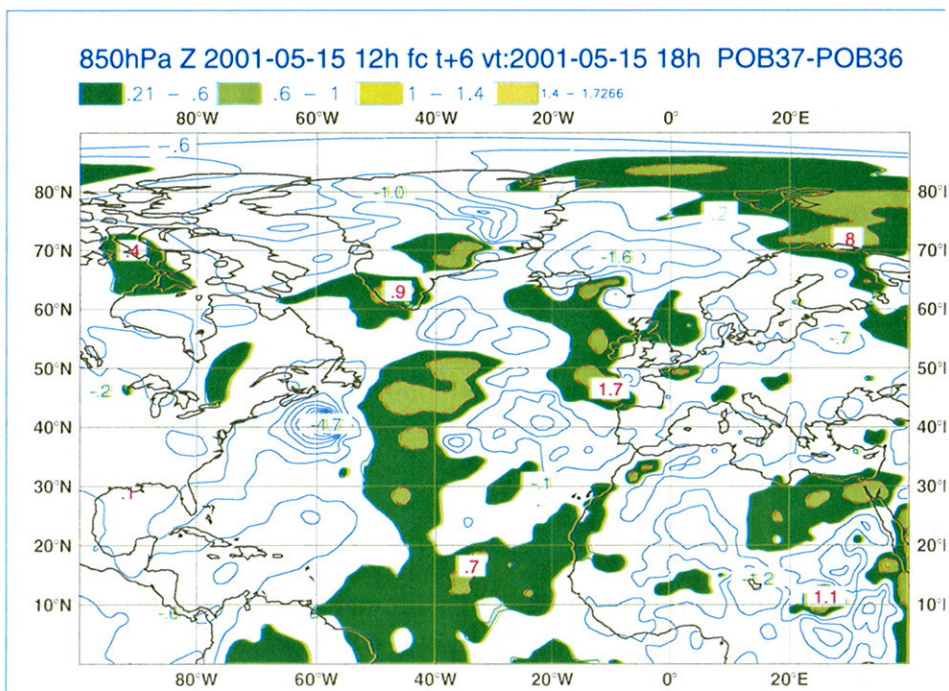 850hPa Z 2001-05-15 12h fc t+6 vt:2001-05-15 18h POB37-POB36
.21 - .6 .6 - 1 1 - 1.4 1.4 - 1.7266
80°W 60°W 40°W 20°W 0° 20°E
-.6
80°N -1.0 .2 80°N
70°N .4 -1.6 .8 70°N
60°N .9 60°N
-.7
50°N -.2 1.7 50°N
40°N -4.7 40°N
30°N .1 -.1 30°N
20°N .7 20°N
10°N 1.2 1.1 10°N
80°W 60°W 40°W 20°W 0° 20°E